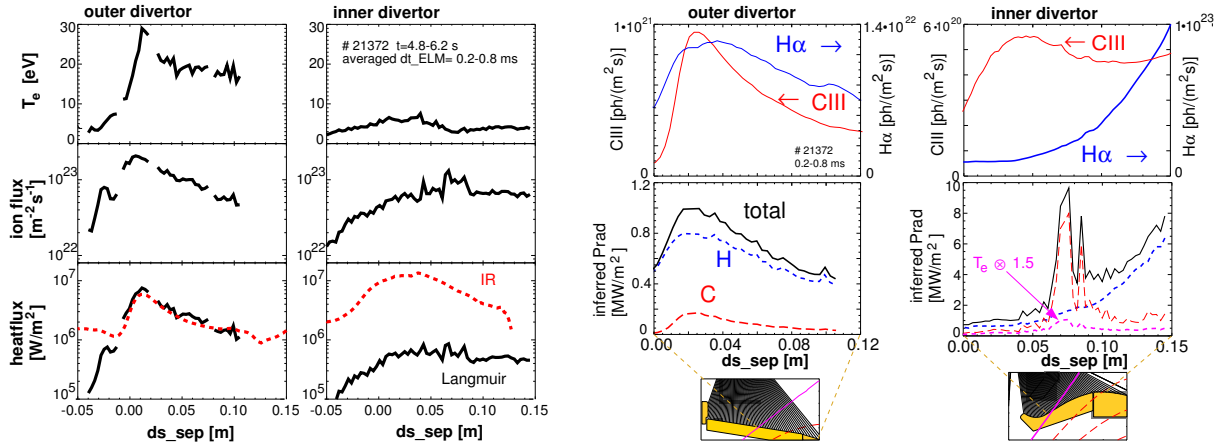 outer divertor
inner divertor
30
20
10
0
T_e [eV]
# 21372 t=4.8-6.2 s
averaged dt_ELM= 0.2-0.8 ms
30
20
10
0
10^23
10^22
ion flux
[m^-2 s^-1]
10^23
10^22
10^7
10^6
10^5
heatflux
[W/m^2]
IR
Langmuir
10^7
10^6
10^5
-0.05 0.00 0.05 0.10 0.15
ds_sep [m]
-0.05 0.00 0.05 0.10 0.15
ds_sep [m]
outer divertor
inner divertor
1•10^21
0
CIII [ph/(m^2 s)]
Hα →
← CIII
# 21372
0.2-0.8 ms
1.4•10^22
0
Hα [ph/(m^2 s)]
6•10^20
0
CIII [ph/(m^2 s)]
← CIII
Hα →
1•10^23
0
Hα [ph/(m^2 s)]
1.2
0.8
0.4
0.0
inferred Prad
[MW/m^2]
total
H
C
0.00 0.04 0.08 0.12
ds_sep [m]
10
8
6
4
2
0
inferred Prad
[MW/m^2]
T_e ⊗ 1.5
0.00 0.05 0.10 0.15
ds_sep [m]